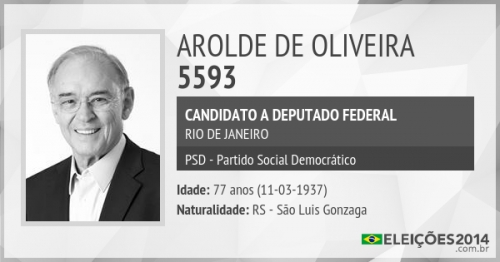 AROLDE DE OLIVEIRA
5593
CANDIDATO A DEPUTADO FEDERAL
RIO DE JANEIRO
PSD - Partido Social Democrático
Idade: 77 anos (11-03-1937)
Naturalidade: RS - São Luis Gonzaga
ELEIÇÕES2014
.com.br